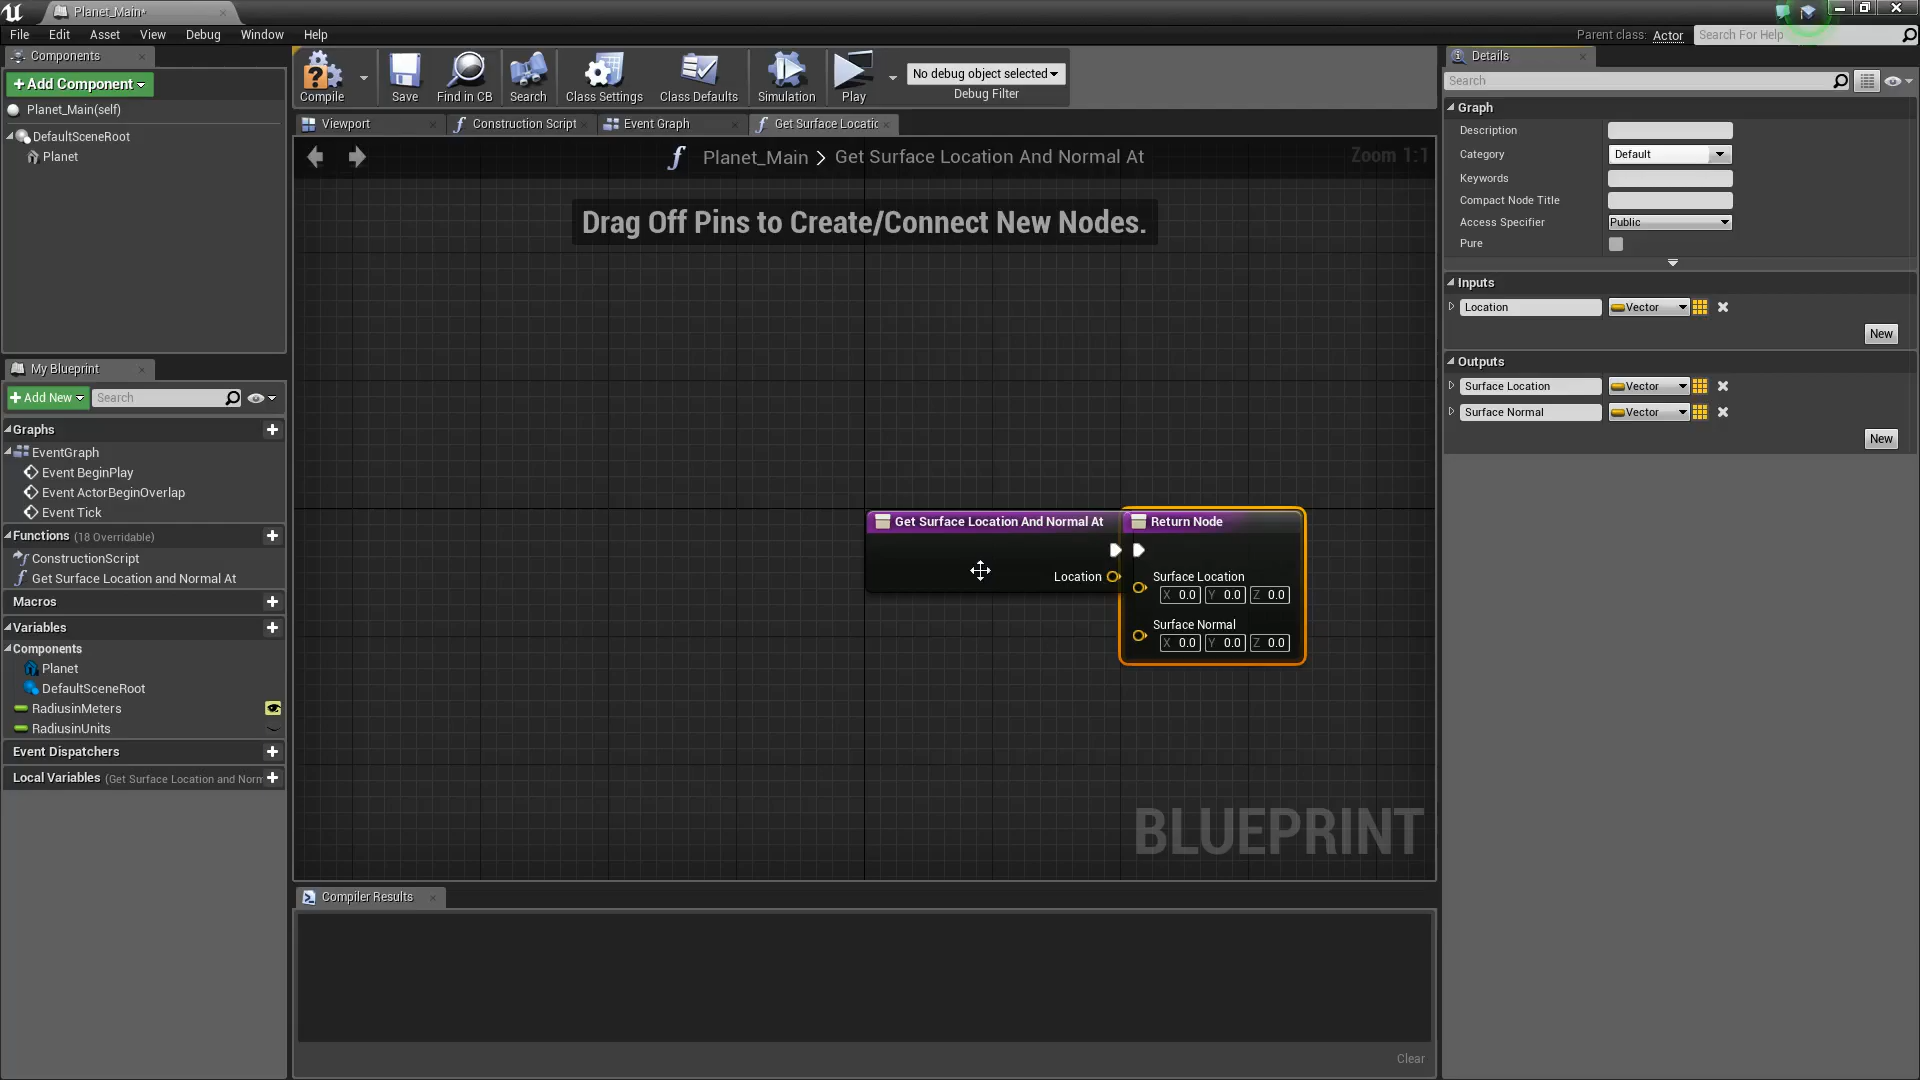 Planet_Main*
File Edit Asset View Debug Window Help
Parent class: Actor
Search For Help
Components
+ Add Component
Planet_Main(self)
DefaultSceneRoot
Planet
Compile
Save
Find in CB
Search
Class Settings
Class Defaults
Simulation
Play
No debug object selected
Debug Filter
Viewport
Construction Script
Event Graph
Get Surface Locatic
Planet_Main > Get Surface Location And Normal At
Zoom 1:1
Drag Off Pins to Create/Connect New Nodes.
My Blueprint
+ Add New
Search
Graphs
EventGraph
Event BeginPlay
Event ActorBeginOverlap
Event Tick
Functions (18 Overridable)
ConstructionScript
Get Surface Location and Normal At
Macros
Variables
Components
Planet
DefaultSceneRoot
RadiusinMeters
RadiusinUnits
Event Dispatchers
Local Variables (Get Surface Location and Norm
Get Surface Location And Normal At
Location
Return Node
Surface Location
X 0.0 Y 0.0 Z 0.0
Surface Normal
X 0.0 Y 0.0 Z 0.0
BLUEPRINT
Compiler Results
Clear
Details
Search
Graph
Description
Category Default
Keywords
Compact Node Title
Access Specifier Public
Pure
Inputs
Location Vector
New
Outputs
Surface Location Vector
Surface Normal Vector
New